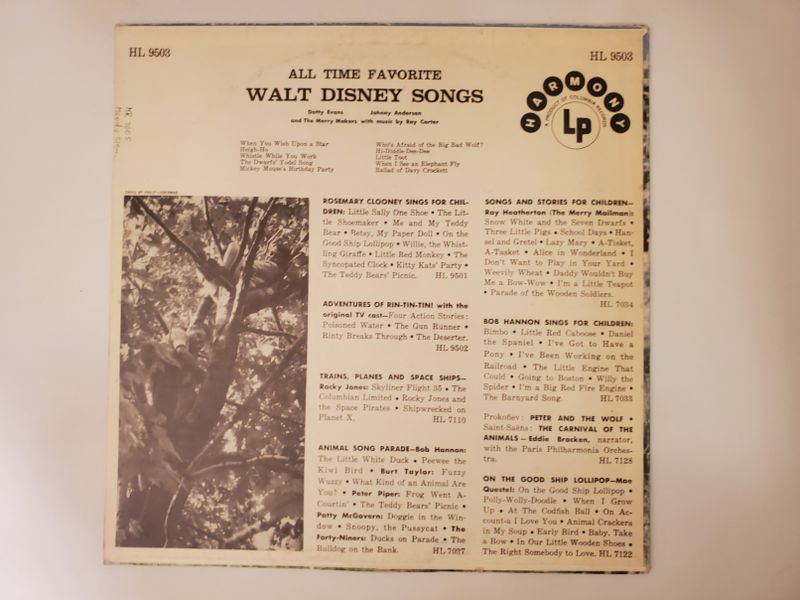 HL 9503
HL 9503
ALL TIME FAVORITE
WALT DISNEY SONGS
Dotty Evans Johnny Anderson
and The Merry Makers with music by Ray Carter
HARMONY
A PRODUCT OF COLUMBIA RECORDS
LP
When You Wish Upon a Star
Heigh-Ho
Whistle While You Work
The Dwarfs' Yodel Song
Mickey Mouse's Birthday Party
Who's Afraid of the Big Bad Wolf?
Hi-Diddle-Dee-Dee
Little Toot
When I See an Elephant Fly
Ballad of Davy Crockett
ROSEMARY CLOONEY SINGS FOR CHIL-
DREN: Little Sally One Shoe • The Lit-
tle Shoemaker • Me and My Teddy
Bear • Betsy, My Paper Doll • On the
Good Ship Lollipop • Willie, the Whist-
ling Giraffe • Little Red Monkey • The
Syncopated Clock • Kitty Kats' Party •
The Teddy Bears' Picnic. HL 9501
ADVENTURES OF RIN-TIN-TIN! with the
original TV cast—Four Action Stories:
Poisoned Water • The Gun Runner •
Rinty Breaks Through • The Deserter.
HL 9502
TRAINS, PLANES AND SPACE SHIPS—
Rocky Jones: Skyliner Flight 35 • The
Columbian Limited • Rocky Jones and
the Space Pirates • Shipwrecked on
Planet X. HL 7110
ANIMAL SONG PARADE—Bob Hannon:
The Little White Duck • Peewee the
Kiwi Bird • Burt Taylor: Fuzzy
Wuzzy • What Kind of an Animal Are
You? • Peter Piper: Frog Went A-
Courtin' • The Teddy Bears' Picnic •
Patty McGovern: Doggie in the Win-
dow • Snoopy, the Pussycat • The
Forty-Niners: Ducks on Parade • The
Bulldog on the Bank. HL 7037
SONGS AND STORIES FOR CHILDREN—
Ray Heatherton (The Merry Mailman):
Snow White and the Seven Dwarfs •
Three Little Pigs • School Days • Han-
sel and Gretel • Lazy Mary • A-Tisket,
A-Tasket • Alice in Wonderland • I
Don't Want to Play in Your Yard •
Weevily Wheat • Daddy Wouldn't Buy
Me a Bow-Wow • I'm a Little Teapot
• Parade of the Wooden Soldiers.
HL 7034
BOB HANNON SINGS FOR CHILDREN:
Bimbo • Little Red Caboose • Daniel
the Spaniel • I've Got to Have a
Pony • I've Been Working on the
Railroad • The Little Engine That
Could • Going to Boston • Willy the
Spider • I'm a Big Red Fire Engine •
The Barnyard Song. HL 7033
Prokofiev: PETER AND THE WOLF •
Saint-Saëns: THE CARNIVAL OF THE
ANIMALS — Eddie Bracken, narrator,
with the Paris Philharmonia Orches-
tra. HL 7128
ON THE GOOD SHIP LOLLIPOP—Mae
Questel: On the Good Ship Lollipop •
Polly-Wolly-Doodle • When I Grow
Up • At The Codfish Ball • On Ac-
count-a I Love You • Animal Crackers
in My Soup • Early Bird • Baby, Take
a Bow • In Our Little Wooden Shoes •
The Right Somebody to Love. HL 7122